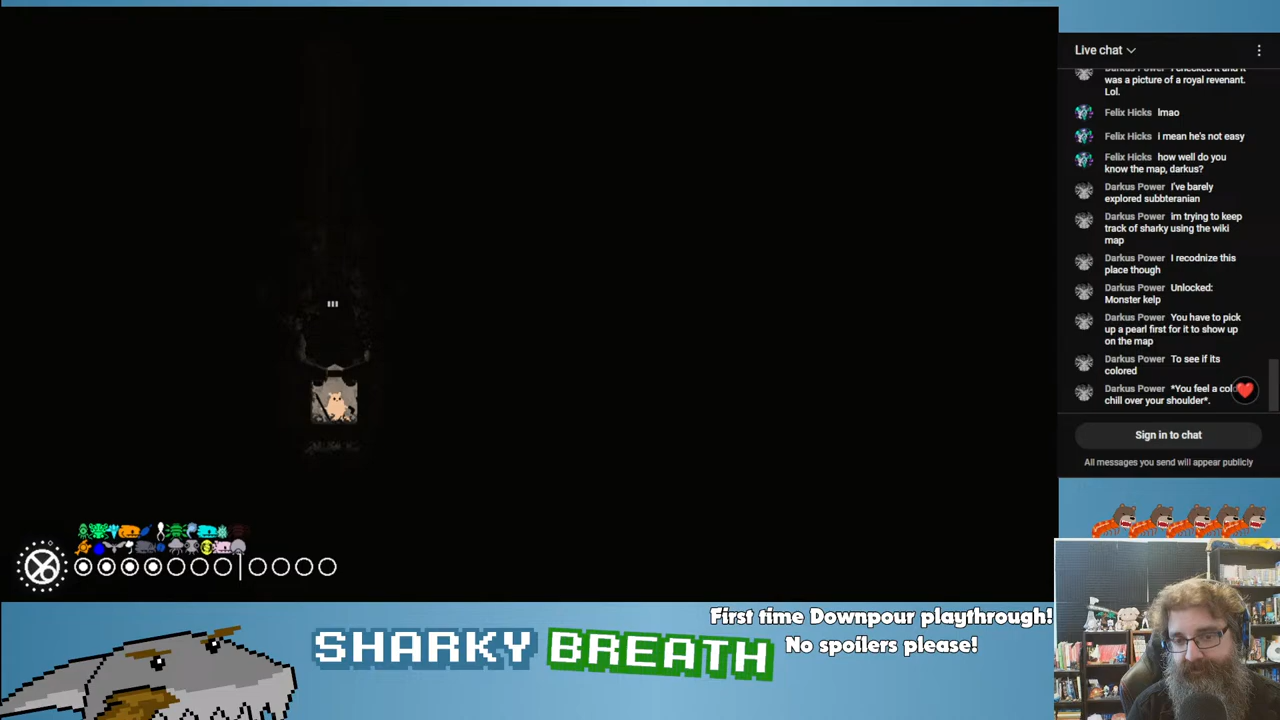 Live chat
Darkus Power I checked it and it
was a picture of a royal revenant.
Lol.
Felix Hicks lmao
Felix Hicks i mean he's not easy
Felix Hicks how well do you
know the map, darkus?
Darkus Power I've barely
explored subbteranian
Darkus Power im trying to keep
track of sharky using the wiki
map
Darkus Power I recodnize this
place though
Darkus Power Unlocked:
Monster kelp
Darkus Power You have to pick
up a pearl first for it to show up
on the map
Darkus Power To see if its
colored
Darkus Power *You feel a
chill over your shoulder*.
Sign in to chat
All messages you send will appear publicly
First time Downpour playthrough!
No spoilers please!
SHARKY BREATH